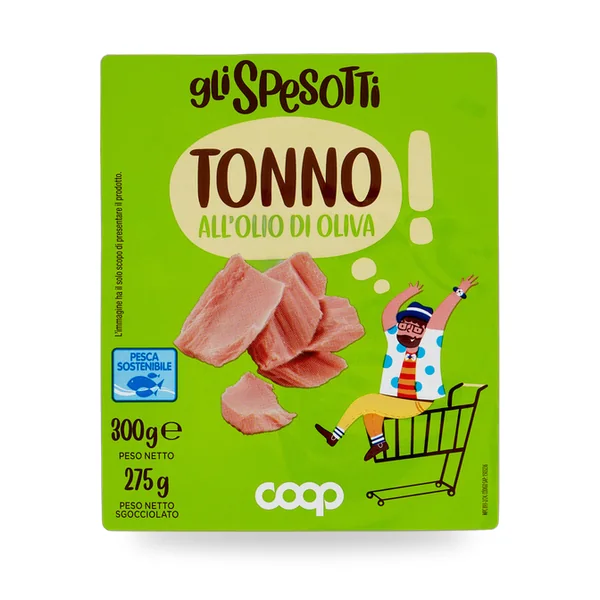 gli SPESOTTI
TONNO
ALL'OLIO DI OLIVA
!
L'immagine ha il solo scopo di presentare il prodotto.
PESCA
SOSTENIBILE
300g e
PESO NETTO
275g
PESO NETTO
SGOCCIOLATO
coop